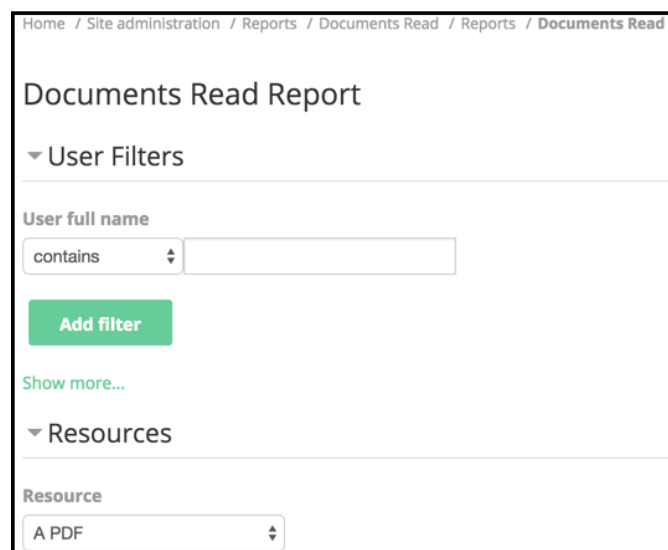 Home / Site administration / Reports / Documents Read / Reports / Documents Read
Documents Read Report
User Filters
User full name
contains
Add filter
Show more...
Resources
Resource
A PDF